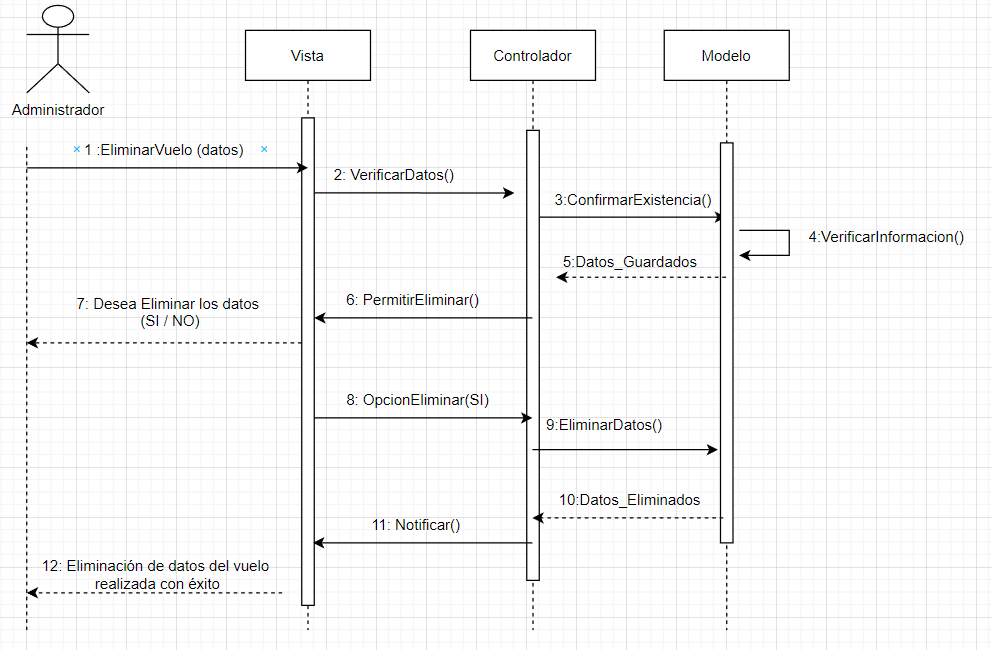 Vista
Controlador
Modelo
Administrador
1 :EliminarVuelo (datos)
2: VerificarDatos()
3:ConfirmarExistencia()
4:VerificarInformacion()
5:Datos_Guardados
6: PermitirEliminar()
7: Desea Eliminar los datos
(SI / NO)
8: OpcionEliminar(SI)
9:EliminarDatos()
10:Datos_Eliminados
11: Notificar()
12: Eliminación de datos del vuelo
realizada con éxito